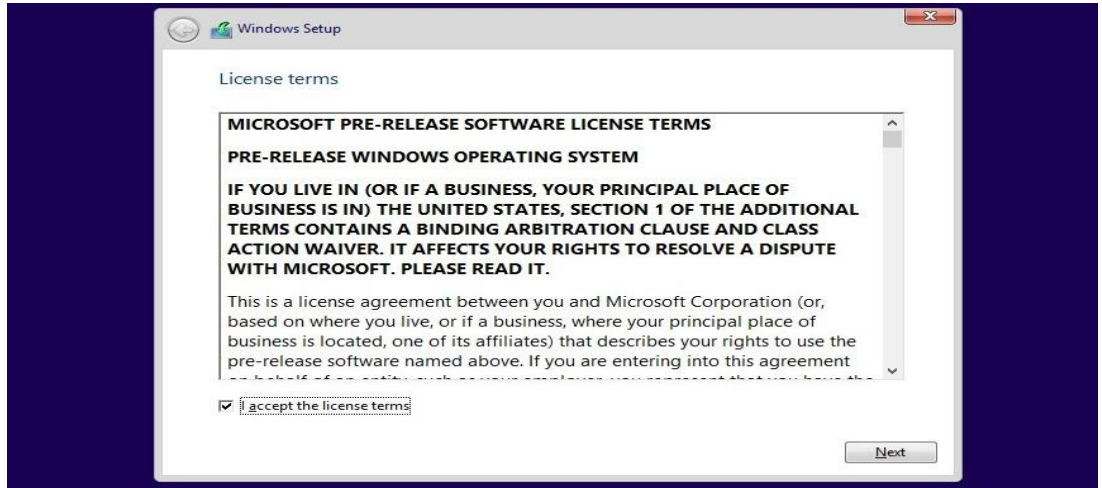 Windows Setup
License terms
MICROSOFT PRE-RELEASE SOFTWARE LICENSE TERMS
PRE-RELEASE WINDOWS OPERATING SYSTEM
IF YOU LIVE IN (OR IF A BUSINESS, YOUR PRINCIPAL PLACE OF
BUSINESS IS IN) THE UNITED STATES, SECTION 1 OF THE ADDITIONAL
TERMS CONTAINS A BINDING ARBITRATION CLAUSE AND CLASS
ACTION WAIVER. IT AFFECTS YOUR RIGHTS TO RESOLVE A DISPUTE
WITH MICROSOFT. PLEASE READ IT.
This is a license agreement between you and Microsoft Corporation (or,
based on where you live, or if a business, where your principal place of
business is located, one of its affiliates) that describes your rights to use the
pre-release software named above. If you are entering into this agreement
I accept the license terms
Next